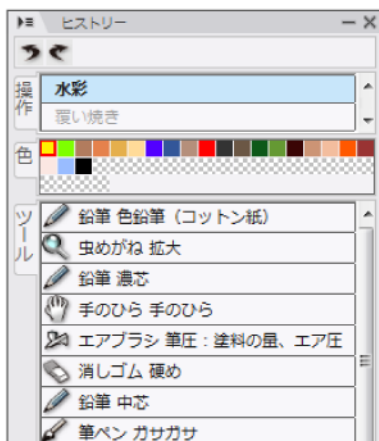 ヒストリー
操作
水彩
覆い焼き
色
ツール
鉛筆 色鉛筆（コットン紙）
虫めがね 拡大
鉛筆 濃芯
手のひら 手のひら
エアブラシ 筆圧：塗料の量、エア圧
消しゴム 硬め
鉛筆 中芯
筆ペン ガサガサ